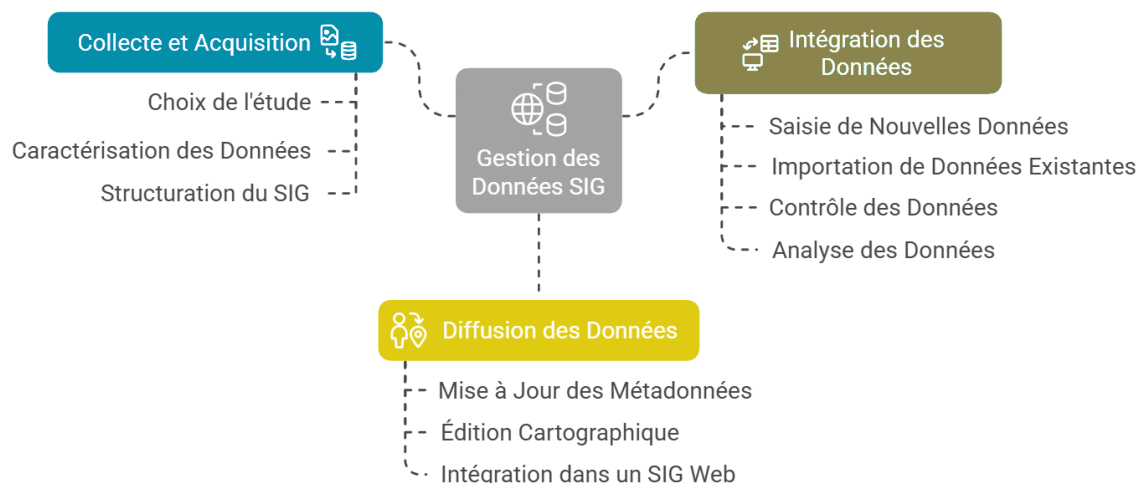 Collecte et Acquisition
Choix de l'étude
Caractérisation des Données
Structuration du SIG
Gestion des
Données SIG
Intégration des
Données
Saisie de Nouvelles Données
Importation de Données Existantes
Contrôle des Données
Analyse des Données
Diffusion des Données
Mise à Jour des Métadonnées
Édition Cartographique
Intégration dans un SIG Web